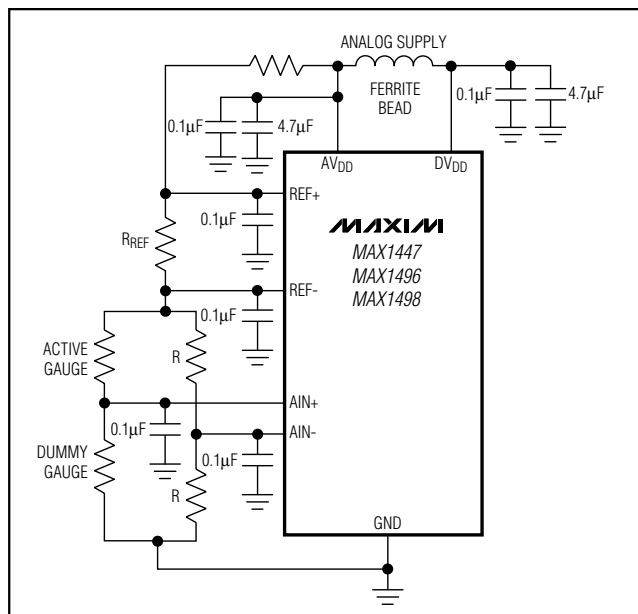 ANALOG SUPPLY
FERRITE
BEAD
0.1µF
4.7µF
0.1µF
4.7µF
AVDD
DVDD
REF+
0.1µF
MAXIM
MAX1447
MAX1496
MAX1498
RREF
REF-
0.1µF
ACTIVE
GAUGE
R
AIN+
0.1µF
AIN-
DUMMY
GAUGE
0.1µF
R
GND